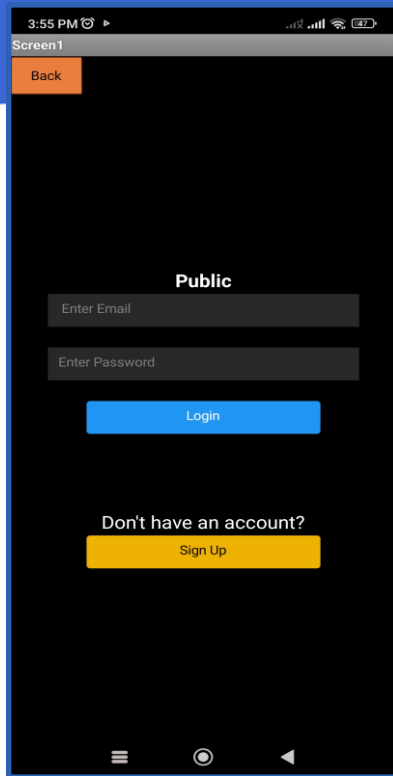 3:55 PM
47
Screen1
Back
Public
Enter Email
Enter Password
Login
Don't have an account?
Sign Up